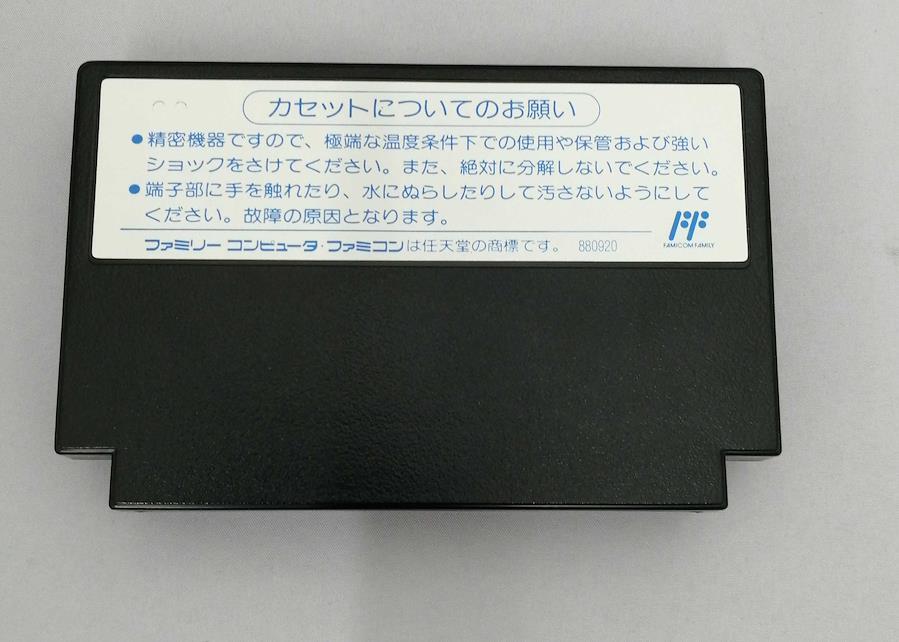 カセットについてのお願い
●精密機器ですので、極端な温度条件下での使用や保管および強い
ショックをさけてください。また、絶対に分解しないでください。
●端子部に手を触れたり、水にぬらしたりして汚さないようにして
ください。故障の原因となります。
FAMICOM FAMILY
ファミリー コンピュータ・ファミコンは任天堂の商標です。 880920